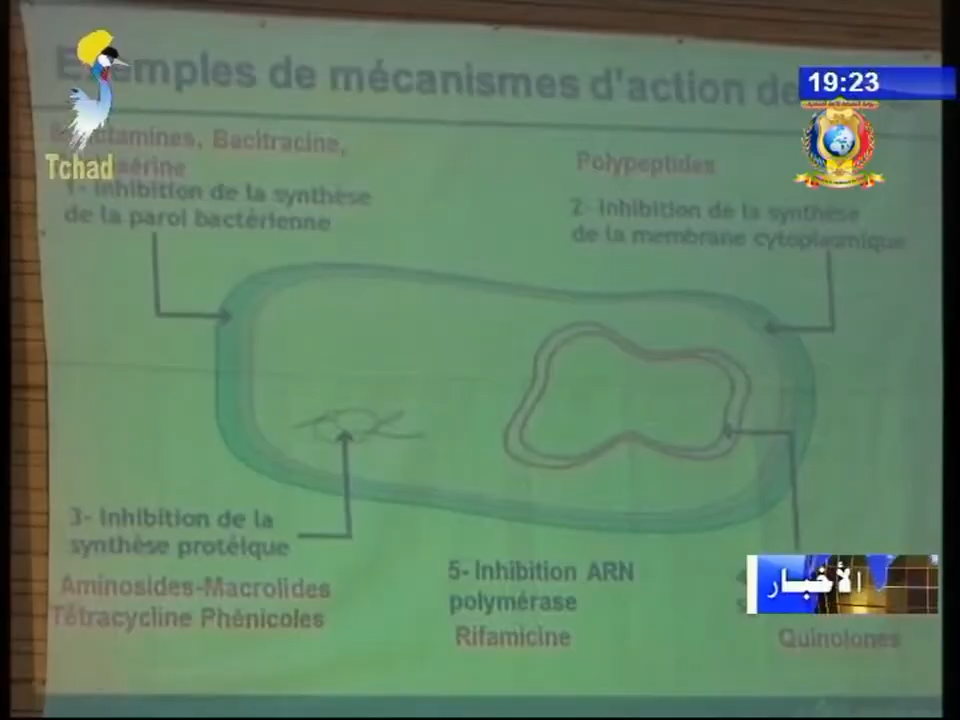 Exemples de mécanismes d'action de
19:23
Tchad
Bacitracine,
1- Inhibition de la synthèse
de la paroi bactérienne
Polypeptides
2- Inhibition de la synthèse
de la membrane cytoplasmique
3- Inhibition de la
synthèse protéique
Aminosides-Macrolides
Tétracycline Phénicoles
5- Inhibition ARN
polymérase
Rifamicine
الأخبار
Quinolones